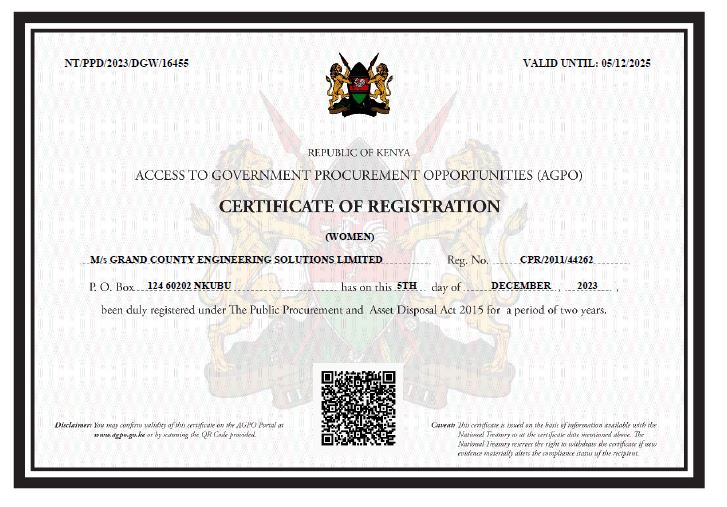 NT/PPD/2023/DGW/16455
VALID UNTIL: 05/12/2025
REPUBLIC OF KENYA
ACCESS TO GOVERNMENT PROCUREMENT OPPORTUNITIES (AGPO)
CERTIFICATE OF REGISTRATION
(WOMEN)
M/s GRAND COUNTY ENGINEERING SOLUTIONS LIMITED Reg. No. CPR/2011/44262
P. O. Box 124 60202 NKUBU has on this 5TH day of DECEMBER , 2023 ,
been duly registered under The Public Procurement and Asset Disposal Act 2015 for a period of two years.
Disclaimer: You may confirm validity of this certificate on the AGPO Portal at
www.agpo.go.ke or by scanning the QR Code provided.
Caveat: This certificate is issued on the basis of information available with the
National Treasury as at the certificate date mentioned above. The
National Treasury reserves the right to withdraw the certificate if new
evidence materially alters the compliance status of the recipient.